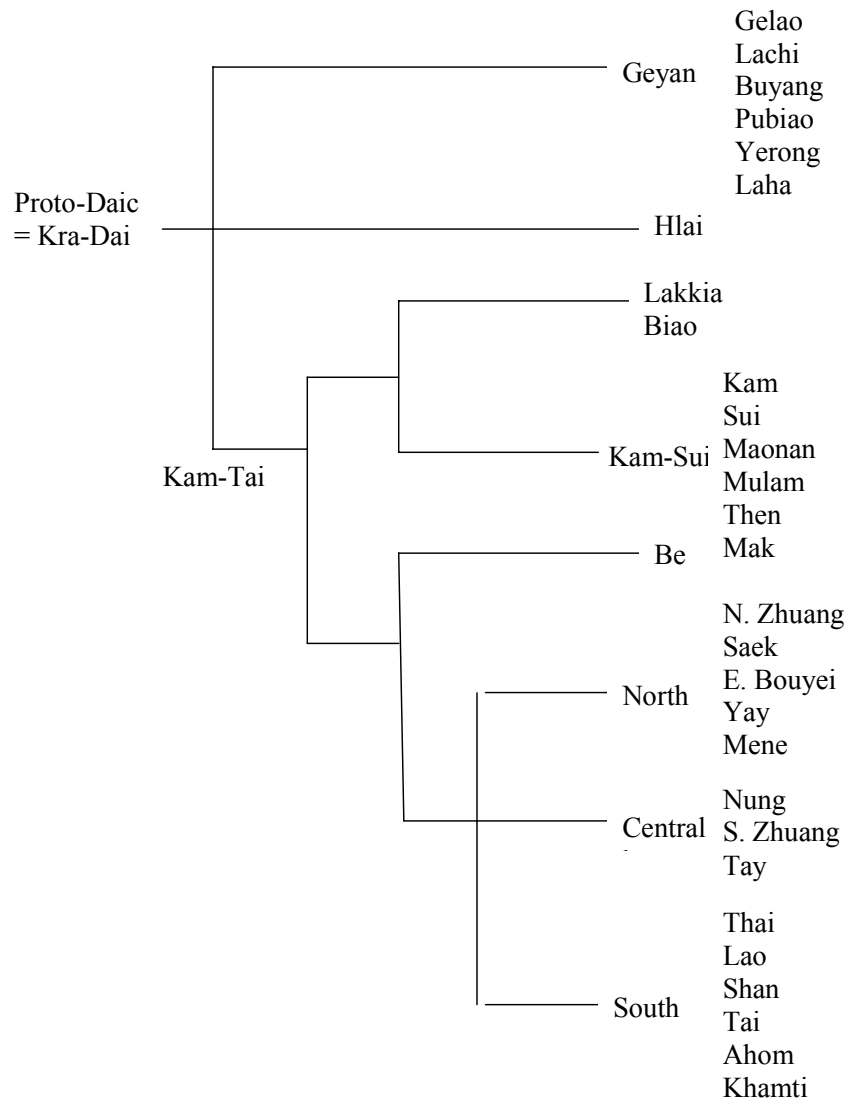 Gelao
Lachi
Buyang
Pubiao
Yerong
Laha
Geyan
Proto-Daic
= Kra-Dai
Hlai
Lakkia
Biao
Kam
Sui
Maonan
Mulam
Then
Mak
Kam-Sui
Kam-Tai
Be
N. Zhuang
Saek
E. Bouyei
Yay
Mene
North
Nung
S. Zhuang
Tay
Central
Thai
Lao
Shan
Tai
Ahom
Khamti
South